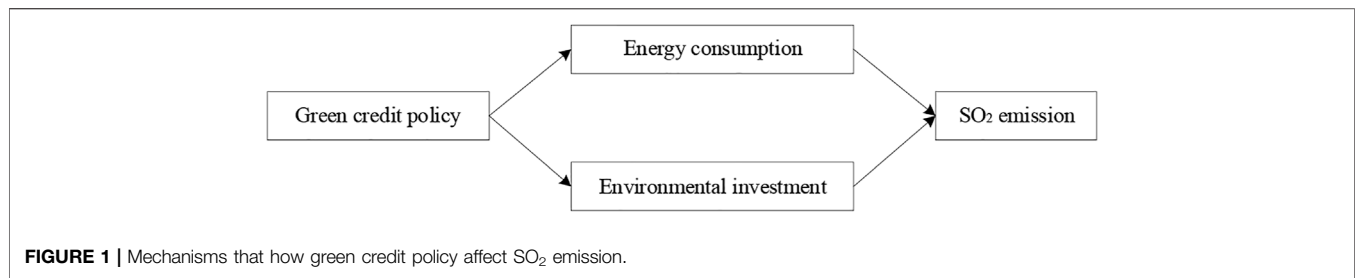 Energy consumption
Green credit policy
SO₂ emission
Environmental investment
FIGURE 1 | Mechanisms that how green credit policy affect SO₂ emission.